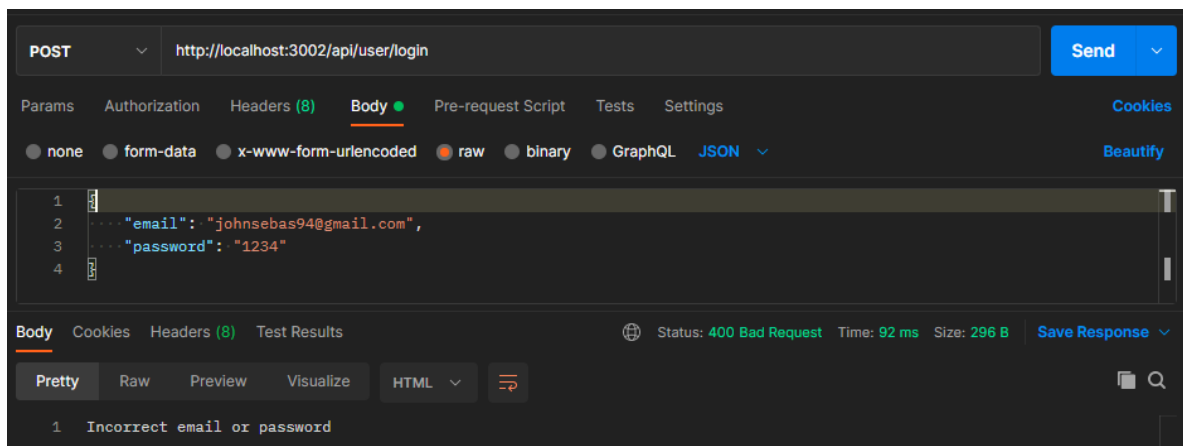 POST http://localhost:3002/api/user/login Send
Params Authorization Headers (8) Body Pre-request Script Tests Settings Cookies
none form-data x-www-form-urlencoded raw binary GraphQL JSON Beautify
1 {
2 "email": "johnsebas94@gmail.com",
3 "password": "1234"
4 }
Body Cookies Headers (8) Test Results Status: 400 Bad Request Time: 92 ms Size: 296 B Save Response
Pretty Raw Preview Visualize HTML
1 Incorrect email or password